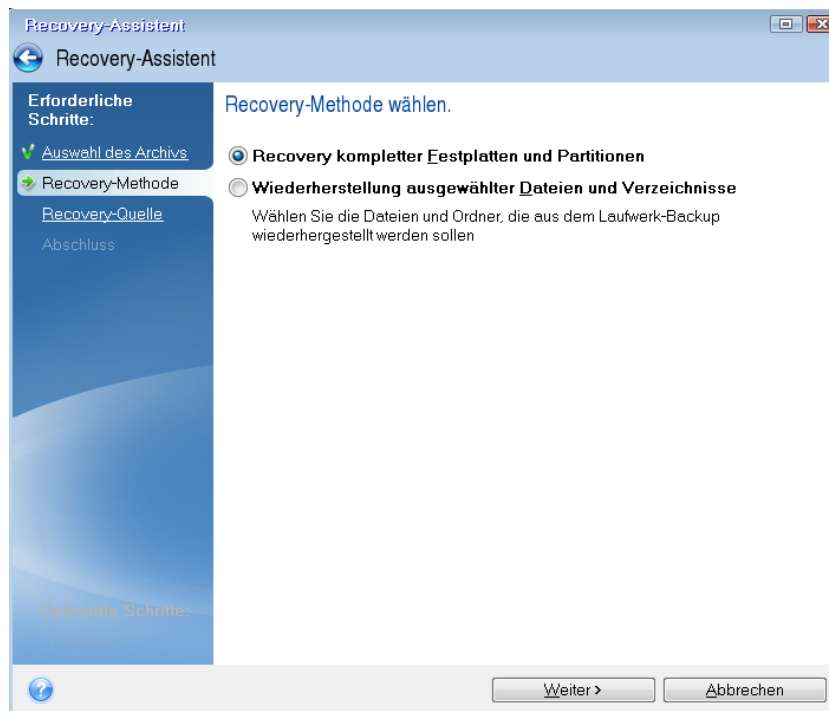 Recovery-Assistent
Recovery-Assistent
Erforderliche
Schritte:
Auswahl des Archivs
Recovery-Methode
Recovery-Quelle
Abschluss
Recovery-Methode wählen.
Recovery kompletter Festplatten und Partitionen
Wiederherstellung ausgewählter Dateien und Verzeichnisse
Wählen Sie die Dateien und Ordner, die aus dem Laufwerk-Backup
wiederhergestellt werden sollen
Optionale Schritte:
Weiter >
Abbrechen